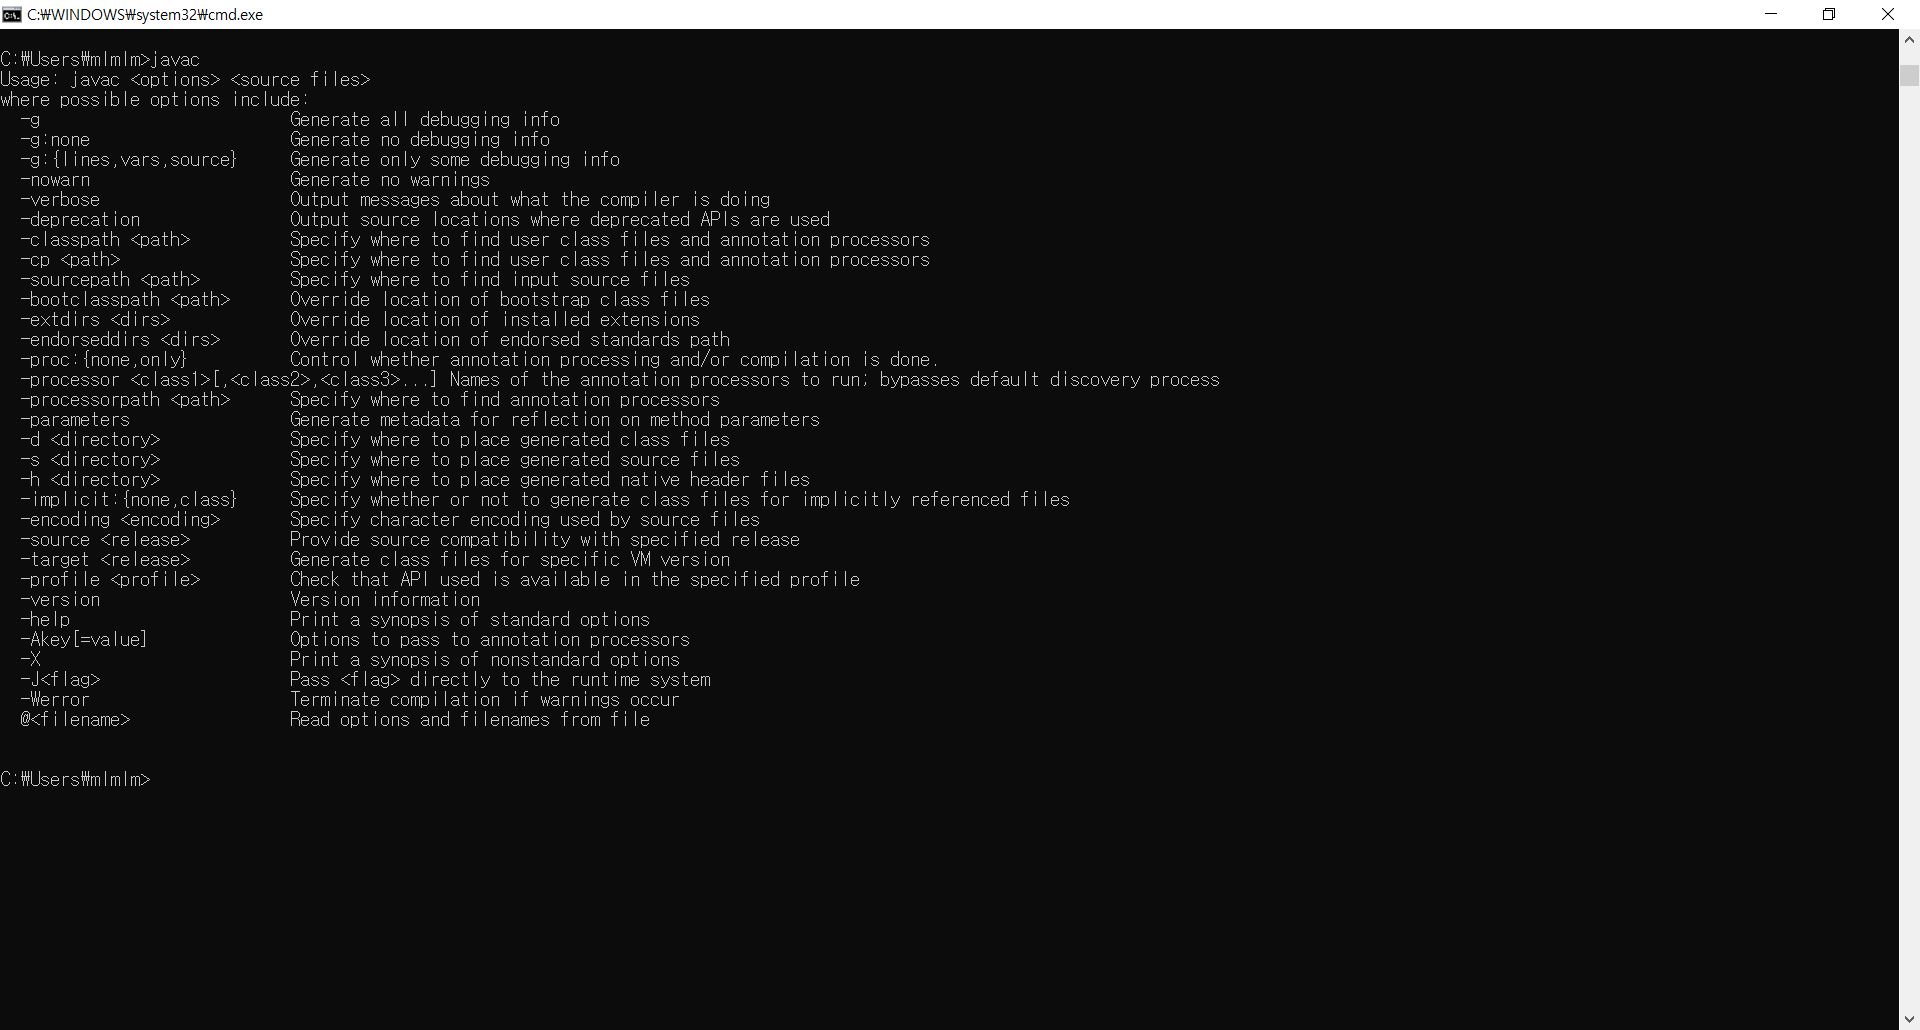 C:₩WINDOWS₩system32₩cmd.exe
C:₩Users₩mlmlm>javac
Usage: javac <options> <source files>
where possible options include:
  -g                         Generate all debugging info
  -g:none                    Generate no debugging info
  -g:{lines,vars,source}     Generate only some debugging info
  -nowarn                    Generate no warnings
  -verbose                   Output messages about what the compiler is doing
  -deprecation               Output source locations where deprecated APIs are used
  -classpath <path>          Specify where to find user class files and annotation processors
  -cp <path>                 Specify where to find user class files and annotation processors
  -sourcepath <path>         Specify where to find input source files
  -bootclasspath <path>      Override location of bootstrap class files
  -extdirs <dirs>            Override location of installed extensions
  -endorseddirs <dirs>       Override location of endorsed standards path
  -proc:{none,only}          Control whether annotation processing and/or compilation is done.
  -processor <class1>[,<class2>,<class3>...] Names of the annotation processors to run; bypasses default discovery process
  -processorpath <path>      Specify where to find annotation processors
  -parameters                Generate metadata for reflection on method parameters
  -d <directory>             Specify where to place generated class files
  -s <directory>             Specify where to place generated source files
  -h <directory>             Specify where to place generated native header files
  -implicit:{none,class}     Specify whether or not to generate class files for implicitly referenced files
  -encoding <encoding>       Specify character encoding used by source files
  -source <release>          Provide source compatibility with specified release
  -target <release>          Generate class files for specific VM version
  -profile <profile>         Check that API used is available in the specified profile
  -version                   Version information
  -help                      Print a synopsis of standard options
  -Akey[=value]              Options to pass to annotation processors
  -X                         Print a synopsis of nonstandard options
  -J<flag>                   Pass <flag> directly to the runtime system
  -Werror                    Terminate compilation if warnings occur
  @<filename>                Read options and filenames from file
C:₩Users₩mlmlm>